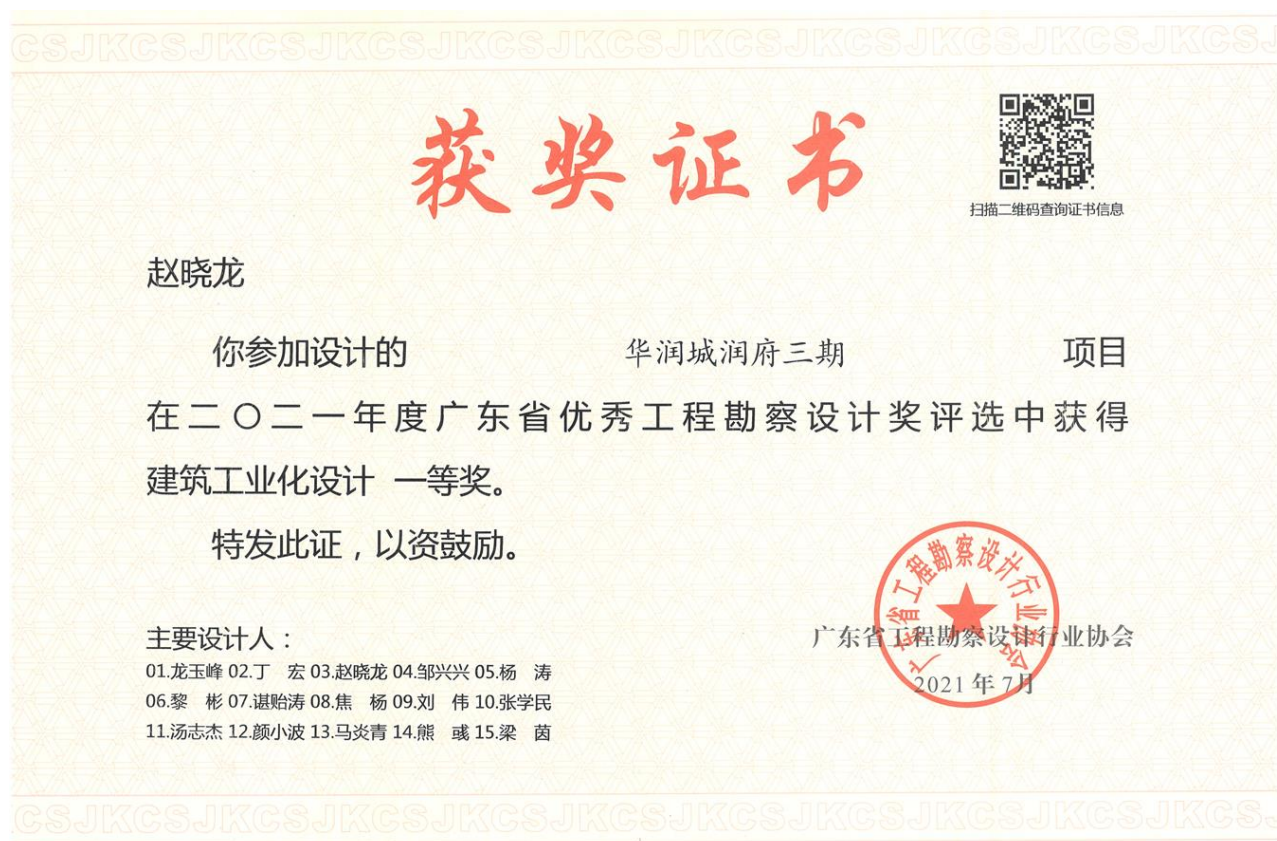 CSJKCSJKCSJKCSJKCSJKCSJKCSJKCSJKCSJ
获奖证书
扫描二维码查询证书信息
赵晓龙
你参加设计的 华润城润府三期 项目
在二〇二一年度广东省优秀工程勘察设计奖评选中获得
建筑工业化设计 一等奖。
特发此证，以资鼓励。
广东省工程勘察设计行业协会
广东省工程勘察设计行业协会
2021年7月
主要设计人：
01.龙玉峰 02.丁 宏 03.赵晓龙 04.邹兴兴 05.杨 涛
06.黎 彬 07.谌贻涛 08.焦 杨 09.刘 伟 10.张学民
11.汤志杰 12.颜小波 13.马炎青 14.熊 彧 15.梁 茵
CSJKCSJKCSJKCSJKCSJKCSJKCSJKCSJKCS